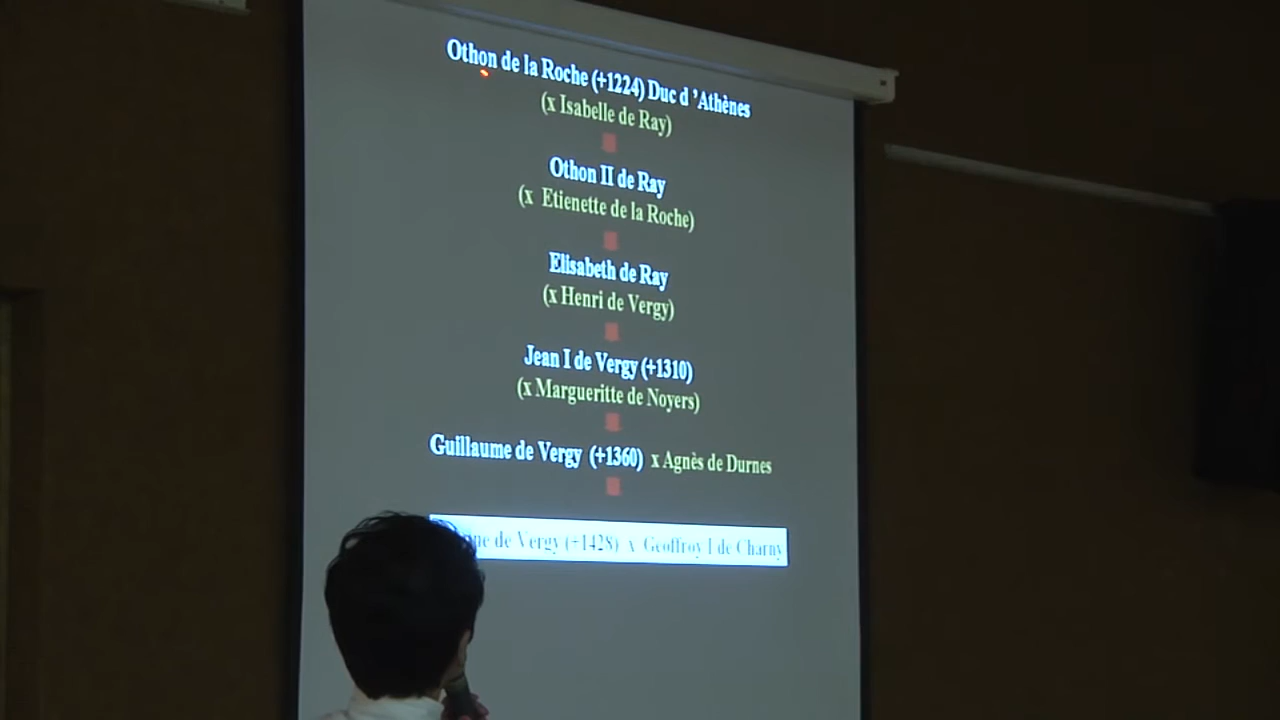 Othon de la Roche (+1224) Duc d ’Athènes
(x Isabelle de Ray)
Othon II de Ray
(x Etienette de la Roche)
Elisabeth de Ray
(x Henri de Vergy)
Jean I de Vergy (+1310)
(x Margueritte de Noyers)
Guillaume de Vergy (+1360) x Agnès de Durnes
de Vergy (+1428) x Geoffroy I de Charny